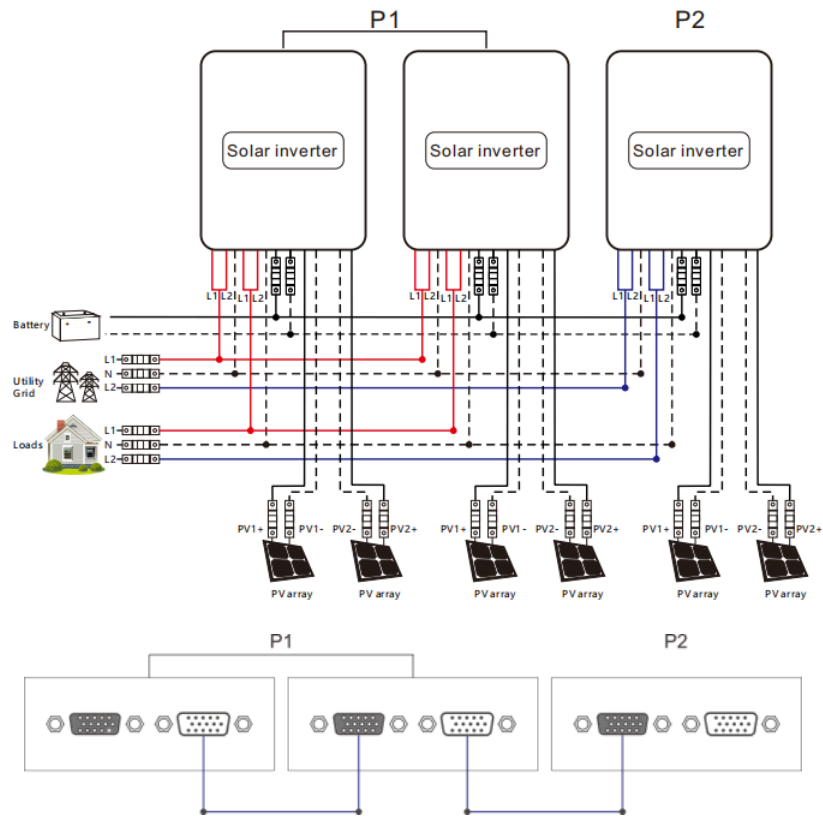 P1 P2
Solar inverter Solar inverter Solar inverter
L1 L2 L1 L2 L1 L2 L1 L2 L1 L2 L1 L2
Battery
L1
N
L2
Utility
Grid
L1
N
L2
Loads
PV1+ PV1- PV2- PV2+ PV1+ PV1- PV2- PV2+ PV1+ PV1- PV2- PV2+
PV array PV array PV array PV array PV array PV array
P1 P2